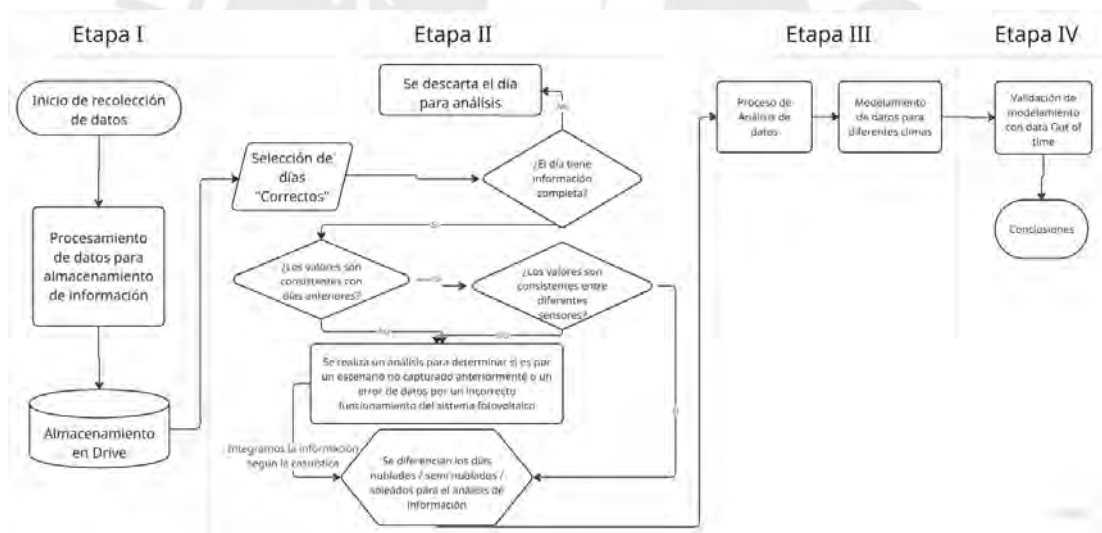 Etapa I
Etapa II
Etapa III
Etapa IV
Inicio de recolección
de datos
Procesamiento
de datos para
almacenamiento
de información
Almacenamiento
en Drive
Se descarta el día
para análisis
No
Selección de
días
"Correctos"
¿El día tiene
información
completa?
Si
¿Los valores son
consistentes con
días anteriores?
Si
¿Los valores son
consistentes entre
diferentes
sensores?
No
No
Si
Se realiza un análisis para determinar si es por
un escenario no capturado anteriormente o un
error de datos por un incorrecto
funcionamiento del sistema fotovoltaico
Integramos la información
según la casuística
Se diferencian los días
nublados / semi nublados /
soleados para el análisis de
información
Proceso de
Análisis de
datos
Modelamiento
de datos para
diferentes climas
Validación de
modelamiento
con data Out of
time
Conclusiones